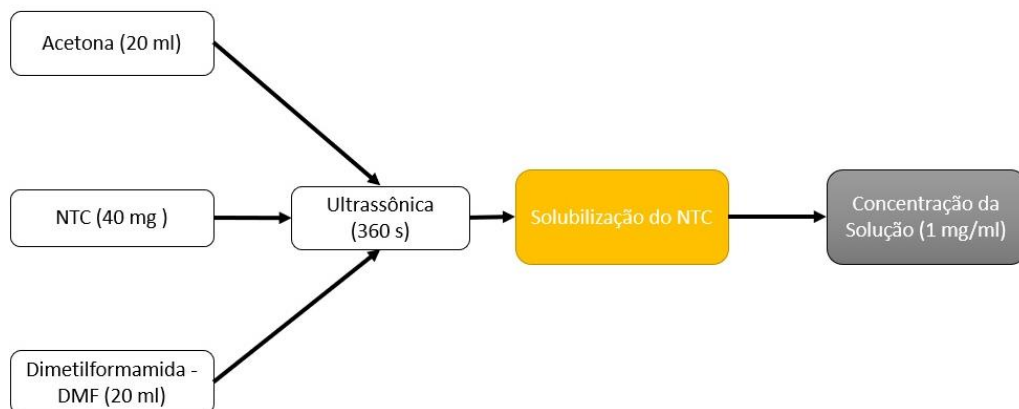 Acetona (20 ml)
NTC (40 mg )
Dimetilformamida -
DMF (20 ml)
Ultrassônica
(360 s)
Solubilização do NTC
Concentração da
Solução (1 mg/ml)